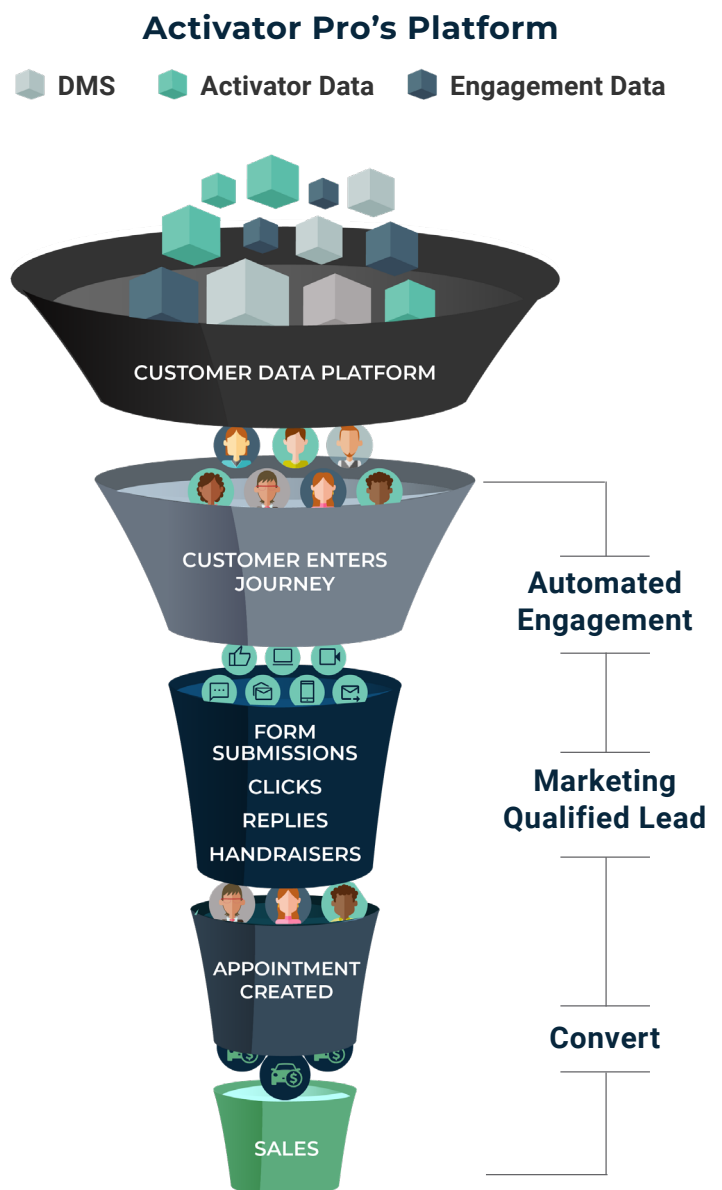 Activator Pro’s Platform
DMS
Activator Data
Engagement Data
CUSTOMER DATA PLATFORM
CUSTOMER ENTERS
JOURNEY
Automated
Engagement
FORM
SUBMISSIONS
CLICKS
REPLIES
HANDRAISERS
Marketing
Qualified Lead
APPOINTMENT
CREATED
Convert
SALES